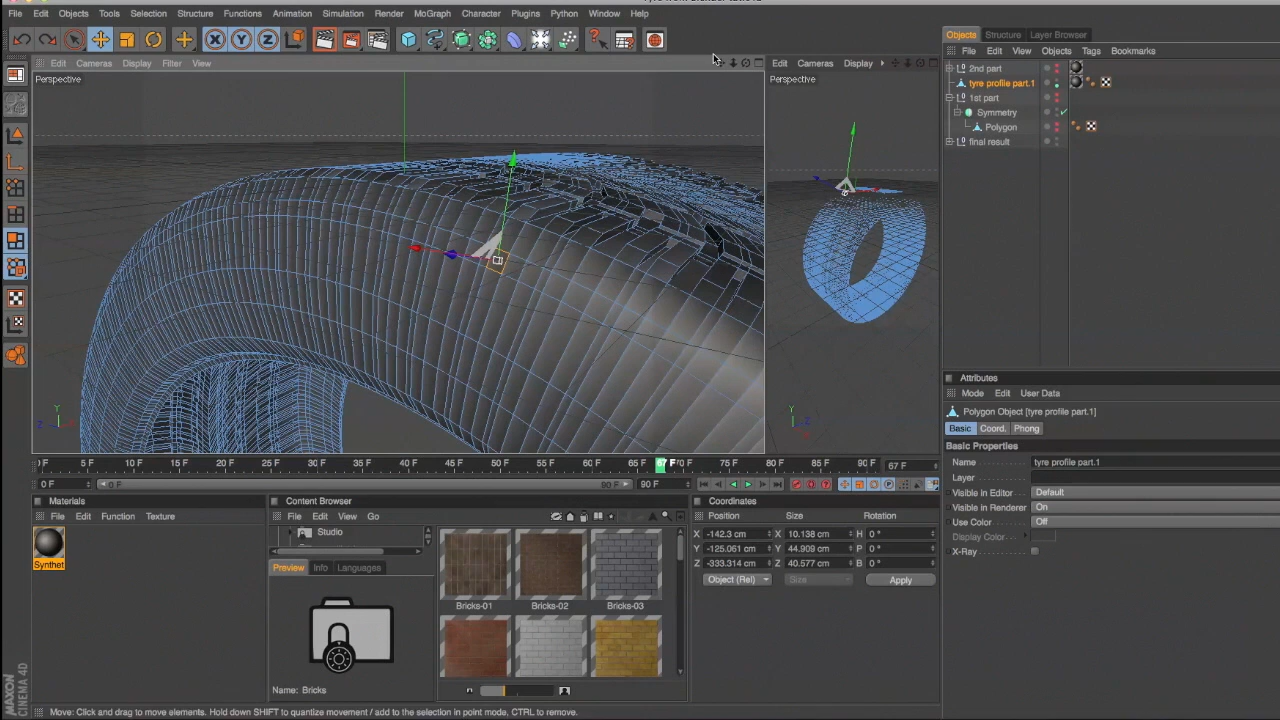 File Edit Objects Tools Selection Structure Functions Animation Simulation Render MoGraph Character Plugins Python Window Help
Edit Cameras Display Filter View
Perspective
Edit Cameras Display
Perspective
Objects Structure Layer Browser
File Edit View Objects Tags Bookmarks
2nd part
tyre profile part.1
1st part
Symmetry
Polygon
final result
Attributes
Mode Edit User Data
Polygon Object [tyre profile part.1]
Basic Coord. Phong
Basic Properties
Name tyre profile part.1
Layer
Visible in Editor Default
Visible in Renderer On
Use Color Off
Display Color
X-Ray
Y
Z
Y
Z
0 F 5 F 10 F 15 F 20 F 25 F 30 F 35 F 40 F 45 F 50 F 55 F 60 F 65 F 67 F 70 F 75 F 80 F 85 F 90 F 67 F
0 F 0 F 90 F 90 F
Materials
File Edit Function Texture
Synthet
Content Browser
File Edit View Go
Studio
Preview Info Languages
Name: Bricks
Bricks-01 Bricks-02 Bricks-03
Coordinates
Position Size Rotation
X -142.3 cm X 10.138 cm H 0 °
Y -125.061 cm Y 44.909 cm P 0 °
Z -333.314 cm Z 40.577 cm B 0 °
Object (Rel) Size Apply
MAXON
CINEMA 4D
Move: Click and drag to move elements. Hold down SHIFT to quantize movement / add to the selection in point mode, CTRL to remove.